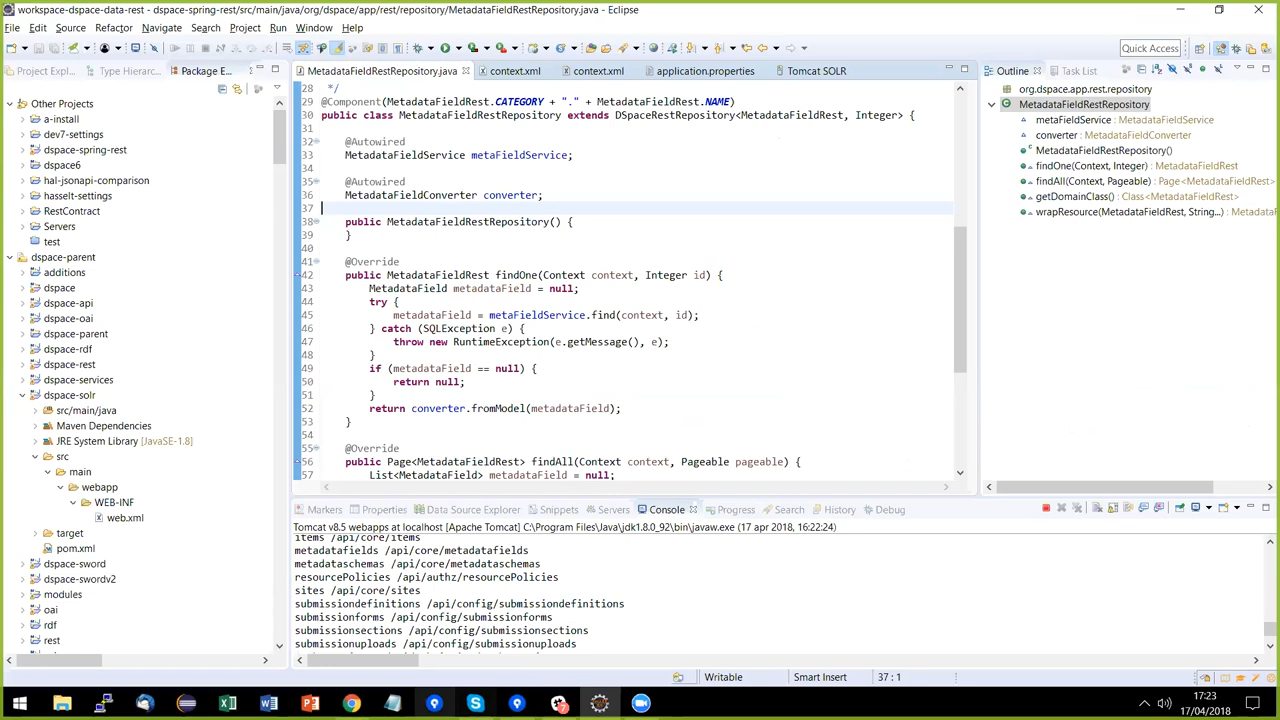 workspace-dspace-data-rest - dspace-spring-rest/src/main/java/org/dspace/app/rest/repository/MetadataFieldRestRepository.java - Eclipse
File Edit Source Refactor Navigate Search Project Run Window Help
Quick Access
Project Expl...
Type Hierarc...
Package E...
Other Projects
a-install
dev7-settings
dspace-spring-rest
dspace6
hal-jsonapi-comparison
hasselt-settings
RestContract
Servers
test
dspace-parent
additions
dspace
dspace-api
dspace-oai
dspace-parent
dspace-rdf
dspace-rest
dspace-services
dspace-solr
src/main/java
Maven Dependencies
JRE System Library [JavaSE-1.8]
src
main
webapp
WEB-INF
web.xml
target
pom.xml
dspace-sword
dspace-swordv2
modules
oai
rdf
rest
MetadataFieldRestRepository.java
context.xml
context.xml
application.properties
Tomcat SOLR
28 */
29 @Component(MetadataFieldRest.CATEGORY + "." + MetadataFieldRest.NAME)
30 public class MetadataFieldRestRepository extends DSpaceRestRepository<MetadataFieldRest, Integer> {
31
32 @Autowired
33 MetadataFieldService metaFieldService;
34
35 @Autowired
36 MetadataFieldConverter converter;
37
38 public MetadataFieldRestRepository() {
39 }
40
41 @Override
42 public MetadataFieldRest findOne(Context context, Integer id) {
43 MetadataField metadataField = null;
44 try {
45 metadataField = metaFieldService.find(context, id);
46 } catch (SQLException e) {
47 throw new RuntimeException(e.getMessage(), e);
48 }
49 if (metadataField == null) {
50 return null;
51 }
52 return converter.fromModel(metadataField);
53 }
54
55 @Override
56 public Page<MetadataFieldRest> findAll(Context context, Pageable pageable) {
57 List<MetadataField> metadataField = null;
Outline
Task List
org.dspace.app.rest.repository
MetadataFieldRestRepository
metaFieldService : MetadataFieldService
converter : MetadataFieldConverter
MetadataFieldRestRepository()
findOne(Context, Integer) : MetadataFieldRest
findAll(Context, Pageable) : Page<MetadataFieldRest>
getDomainClass() : Class<MetadataFieldRest>
wrapResource(MetadataFieldRest, String...) : Metadata
Markers
Properties
Data Source Explorer
Snippets
Servers
Console
Progress
Search
History
Debug
Tomcat v8.5 webapps at localhost [Apache Tomcat] C:\Program Files\Java\jdk1.8.0_92\bin\javaw.exe (17 apr 2018, 16:22:24)
items /api/core/items
metadatafields /api/core/metadatafields
metadataschemas /api/core/metadataschemas
resourcePolicies /api/authz/resourcePolicies
sites /api/core/sites
submissiondefinitions /api/config/submissiondefinitions
submissionforms /api/config/submissionforms
submissionsections /api/config/submissionsections
submissionuploads /api/config/submissionuploads
Writable
Smart Insert
37 : 1
17:23
17/04/2018